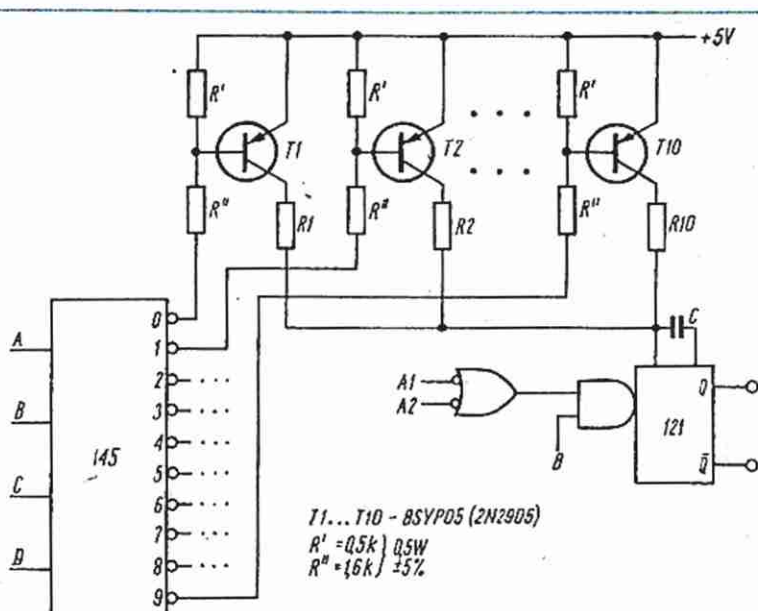 +5V
R' R' R'
T1 T2 T10
R" R" R"
R1 R2 R10
0
A 1 C
2
3 A1 Q
B 4 A2
145 121
5
C 6 B Q̅
7
D 8
9
T1...T10 - BSYP05 (2N2905)
R' = 0,5k } 0,5W
R" = 1,6k } ±5%